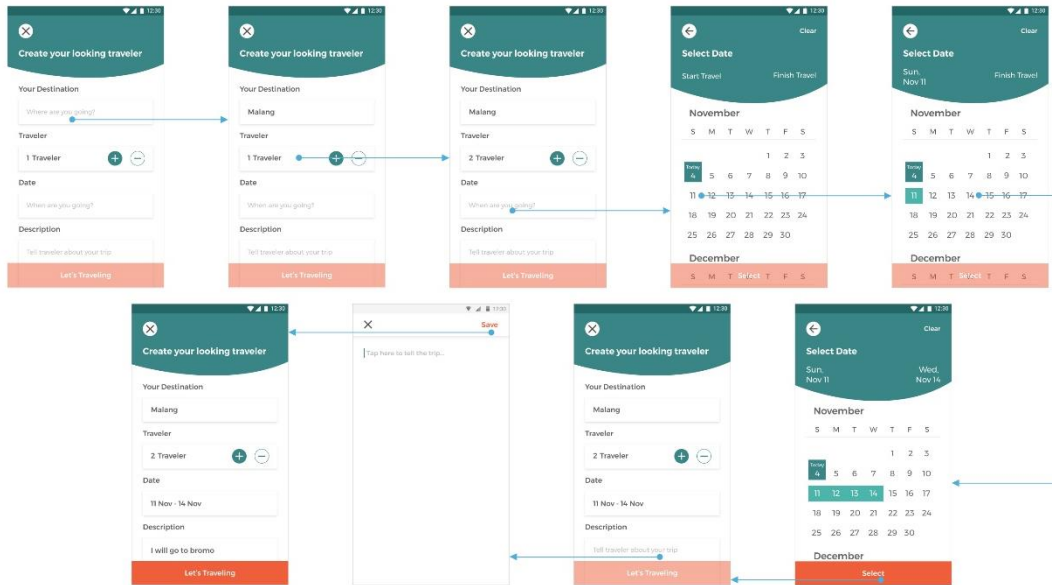 12:30
Create your looking traveler
Your Destination
Where are you going?
Traveler
1 Traveler
Date
When are you going?
Description
Tell traveler about your trip
Let's Traveling
12:30
Create your looking traveler
Your Destination
Malang
Traveler
1 Traveler
Date
When are you going?
Description
Tell traveler about your trip
Let's Traveling
12:30
Create your looking traveler
Your Destination
Malang
Traveler
2 Traveler
Date
When are you going?
Description
Tell traveler about your trip
Let's Traveling
12:30
Clear
Select Date
Start Travel Finish Travel
November
S M T W T F S
1 2 3
Today
4 5 6 7 8 9 10
11 12 13 14 15 16 17
18 19 20 21 22 23 24
25 26 27 28 29 30
December
S M T T F S
Select
12:30
Clear
Select Date
Sun,
Nov 11 Finish Travel
November
S M T W T F S
1 2 3
Today
4 5 6 7 8 9 10
11 12 13 14 15 16 17
18 19 20 21 22 23 24
25 26 27 28 29 30
December
S M T T F S
Select
12:30
Create your looking traveler
Your Destination
Malang
Traveler
2 Traveler
Date
11 Nov - 14 Nov
Description
I will go to bromo
Let's Traveling
12:30
Save
Tap here to tell the trip...
12:30
Create your looking traveler
Your Destination
Malang
Traveler
2 Traveler
Date
11 Nov - 14 Nov
Description
Tell traveler about your trip
Let's Traveling
12:30
Clear
Select Date
Sun, Wed,
Nov 11 Nov 14
November
S M T W T F S
1 2 3
Today
4 5 6 7 8 9 10
11 12 13 14 15 16 17
18 19 20 21 22 23 24
25 26 27 28 29 30
December
Select